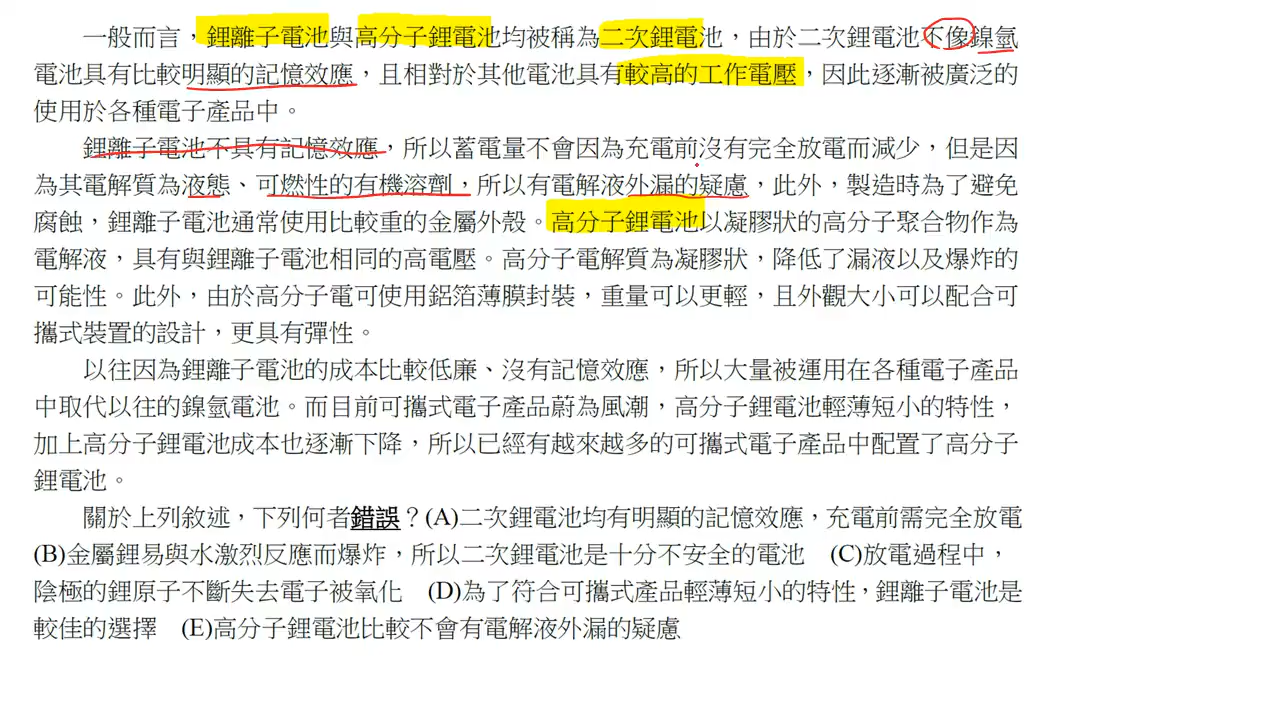 一般而言，鋰離子電池與高分子鋰電池均被稱為二次鋰電池，由於二次鋰電池不像鎳氫
電池具有比較明顯的記憶效應，且相對於其他電池具有較高的工作電壓，因此逐漸被廣泛的
使用於各種電子產品中。
鋰離子電池不具有記憶效應，所以蓄電量不會因為充電前沒有完全放電而減少，但是因
為其電解質為液態、可燃性的有機溶劑，所以有電解液外漏的疑慮，此外，製造時為了避免
腐蝕，鋰離子電池通常使用比較重的金屬外殼。高分子鋰電池以凝膠狀的高分子聚合物作為
電解液，具有與鋰離子電池相同的高電壓。高分子電解質為凝膠狀，降低了漏液以及爆炸的
可能性。此外，由於高分子電可使用鋁箔薄膜封裝，重量可以更輕，且外觀大小可以配合可
攜式裝置的設計，更具有彈性。
以往因為鋰離子電池的成本比較低廉、沒有記憶效應，所以大量被運用在各種電子產品
中取代以往的鎳氫電池。而目前可攜式電子產品蔚為風潮，高分子鋰電池輕薄短小的特性，
加上高分子鋰電池成本也逐漸下降，所以已經有越來越多的可攜式電子產品中配置了高分子
鋰電池。
關於上列敘述，下列何者錯誤？(A)二次鋰電池均有明顯的記憶效應，充電前需完全放電
(B)金屬鋰易與水激烈反應而爆炸，所以二次鋰電池是十分不安全的電池　(C)放電過程中，
陰極的鋰原子不斷失去電子被氧化　(D)為了符合可攜式產品輕薄短小的特性，鋰離子電池是
較佳的選擇　(E)高分子鋰電池比較不會有電解液外漏的疑慮